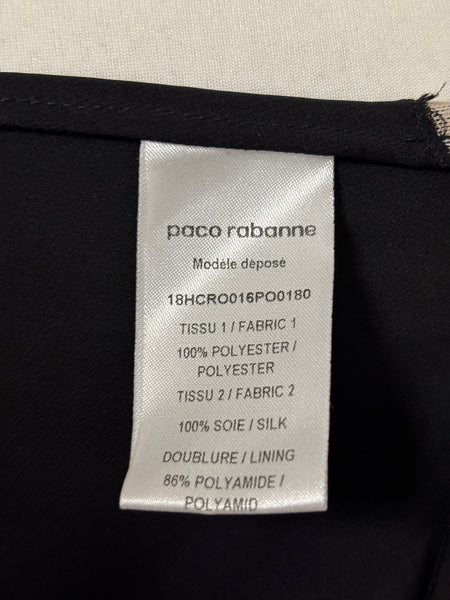 paco rabanne
Modèle déposé
18HCRO016PO0180
TISSU 1 / FABRIC 1
100% POLYESTER /
POLYESTER
TISSU 2 / FABRIC 2
100% SOIE / SILK
DOUBLURE / LINING
86% POLYAMIDE /
POLYAMID